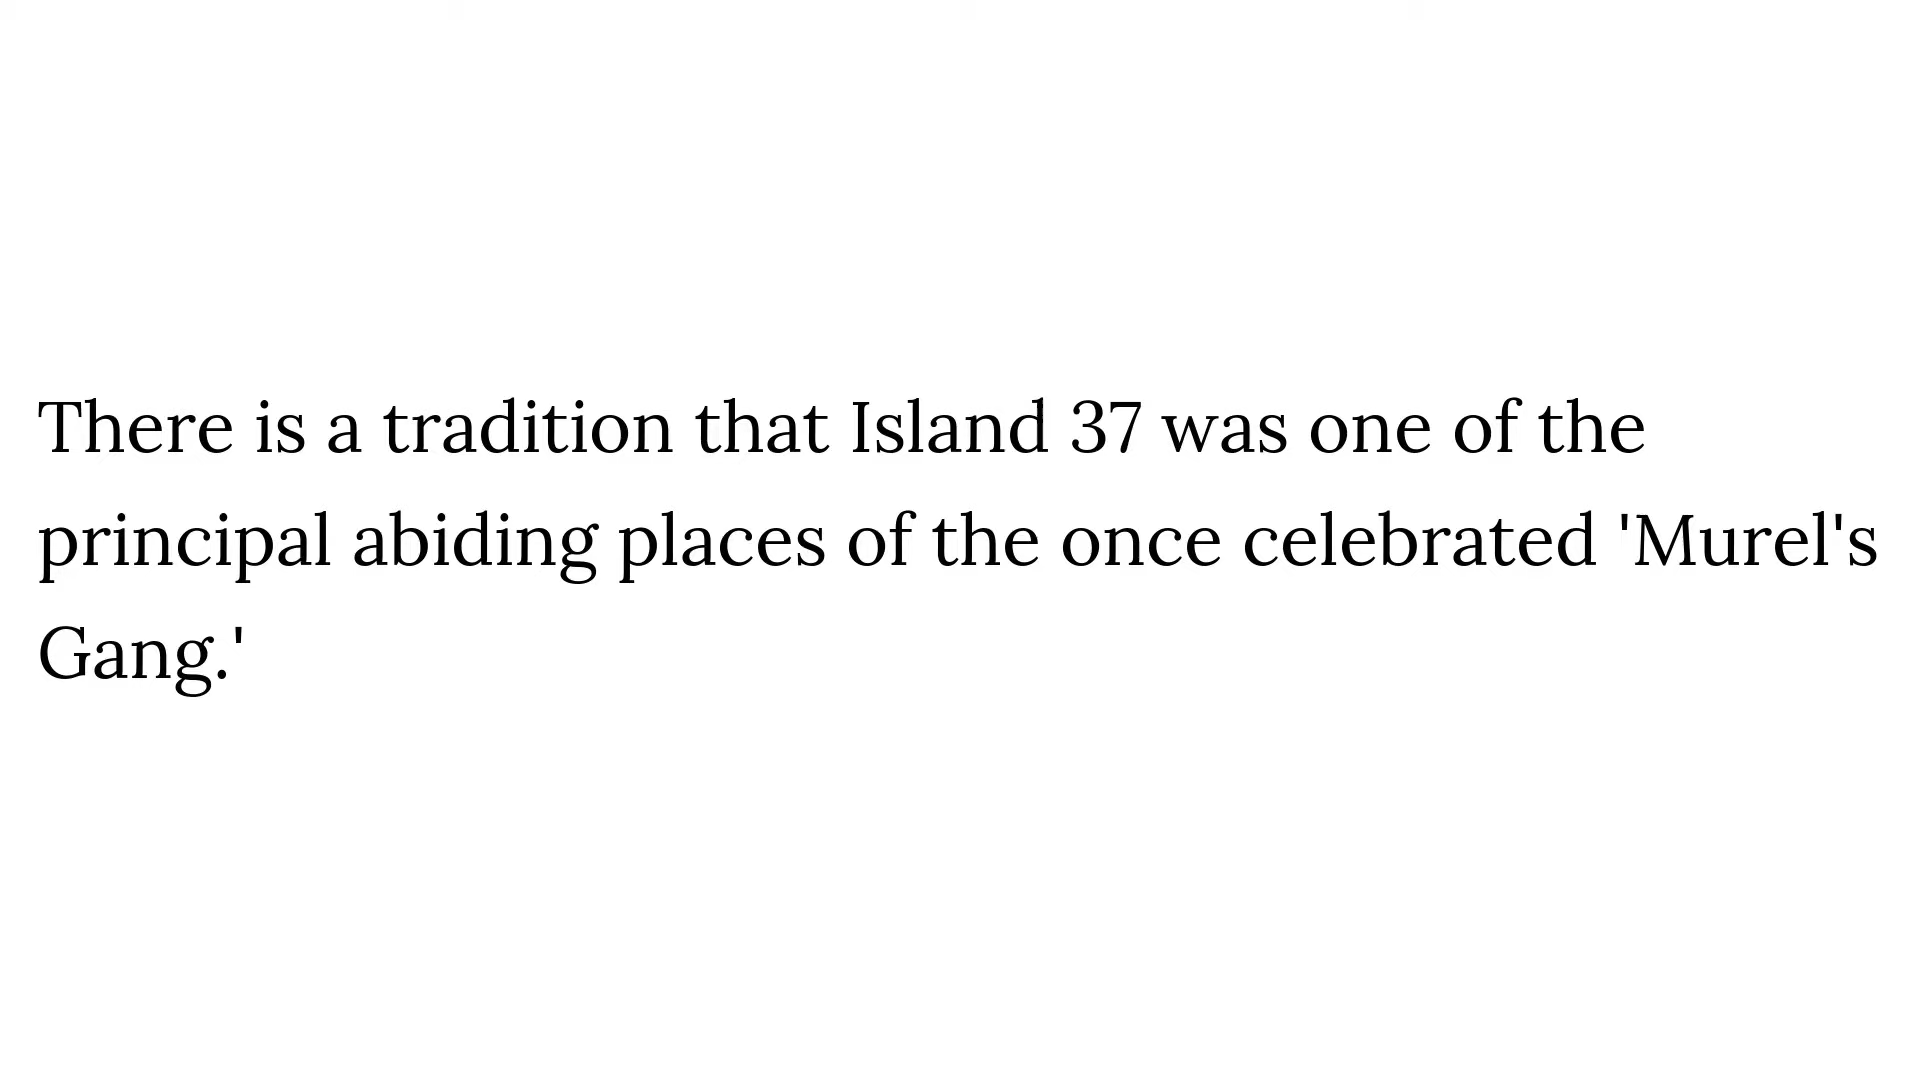 There is a tradition that Island 37 was one of the
principal abiding places of the once celebrated 'Murel's
Gang.'